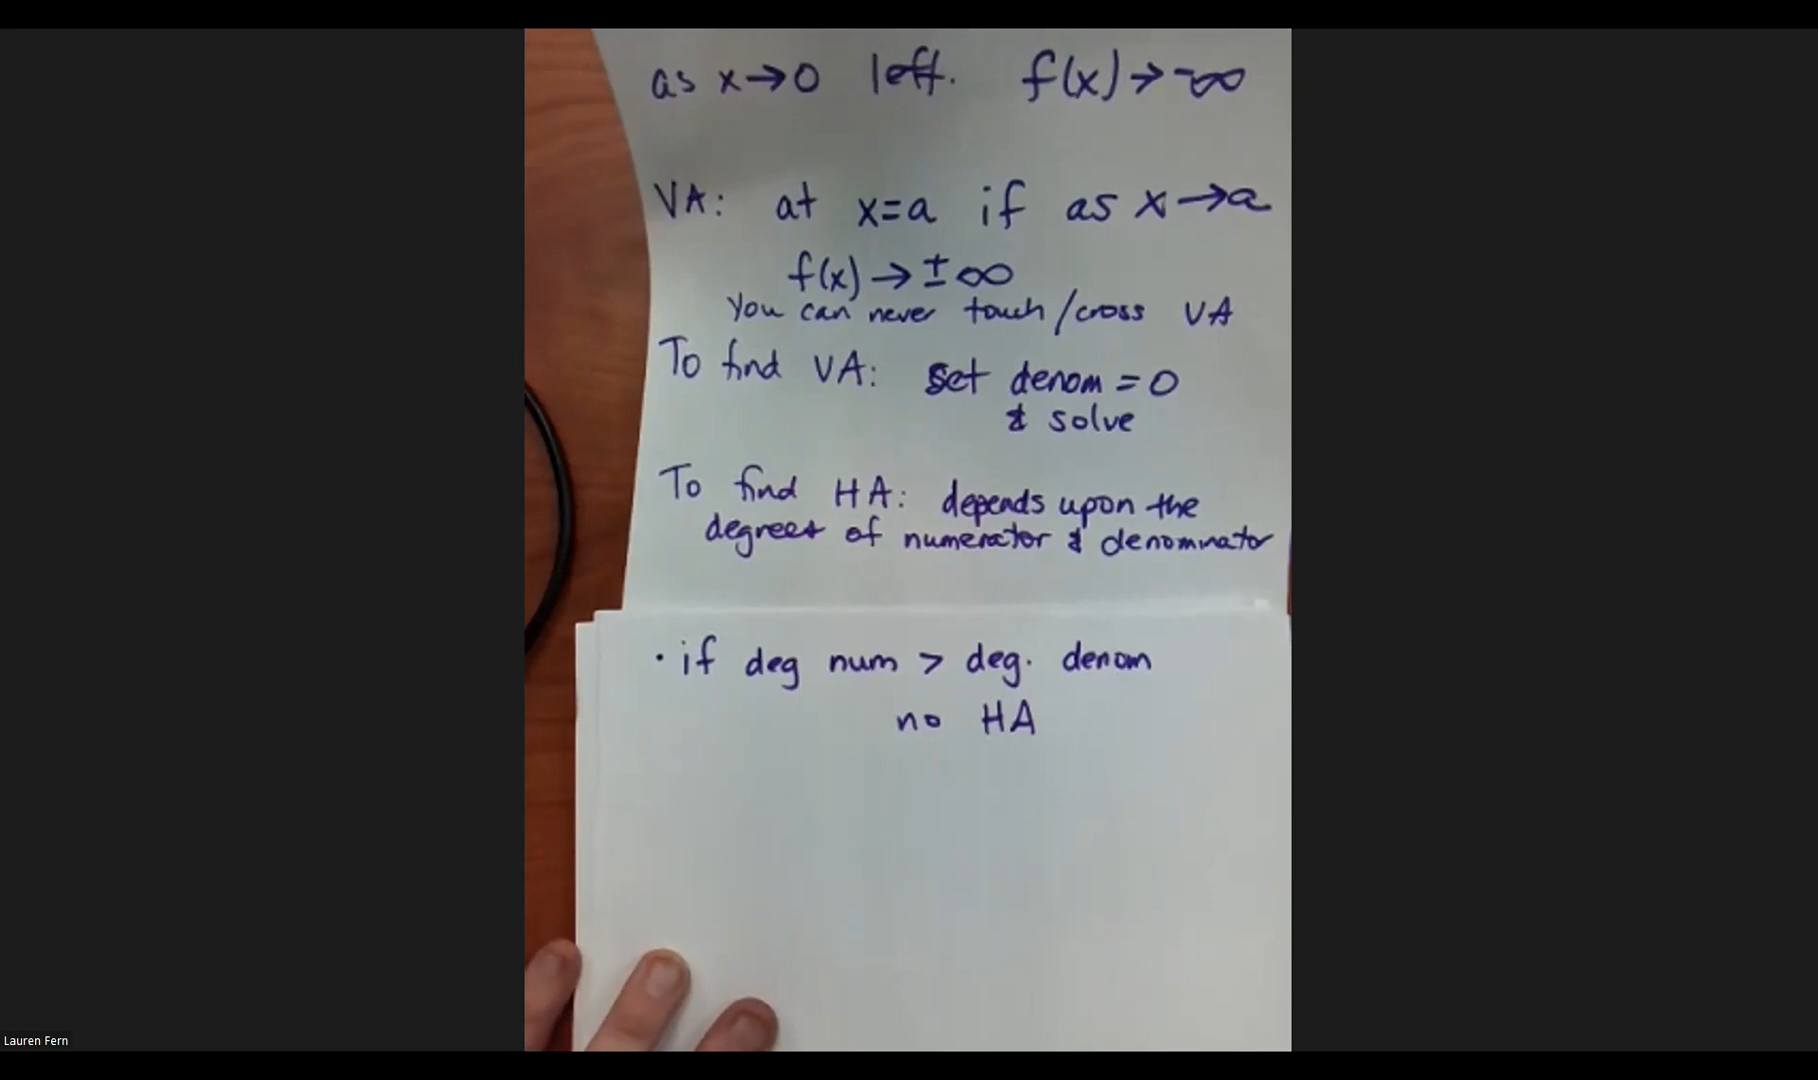 as x→0 left. f(x)→-∞
VA: at x=a if as x→a
f(x)→±∞
You can never touch/cross VA
To find VA: set denom = 0
& solve
To find HA: depends upon the
degrees of numerator & denominator
• if deg num > deg. denom
no HA
Lauren Fern